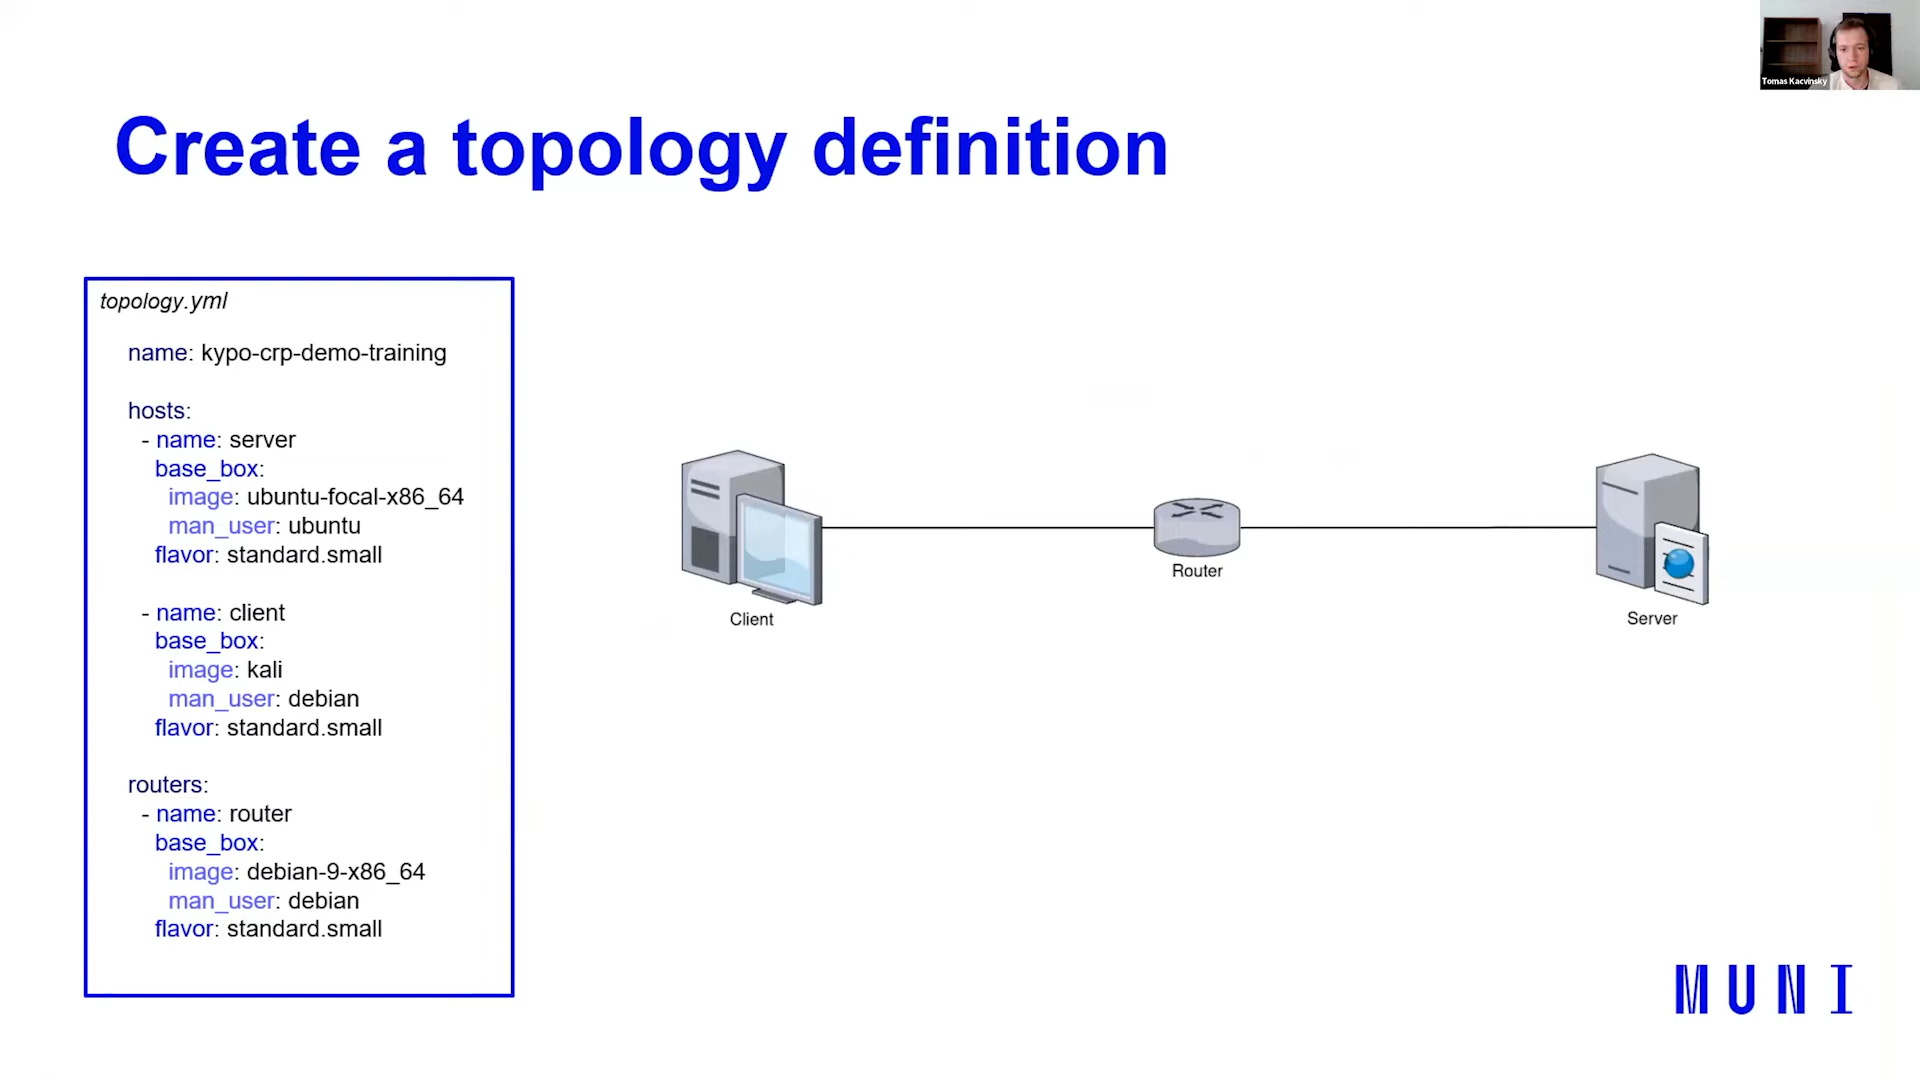 Tomas Kacvinsky
Create a topology definition
topology.yml
name: kypo-crp-demo-training
hosts:
- name: server
base_box:
image: ubuntu-focal-x86_64
man_user: ubuntu
flavor: standard.small
- name: client
base_box:
image: kali
man_user: debian
flavor: standard.small
routers:
- name: router
base_box:
image: debian-9-x86_64
man_user: debian
flavor: standard.small
Client
Router
Server
MUNI